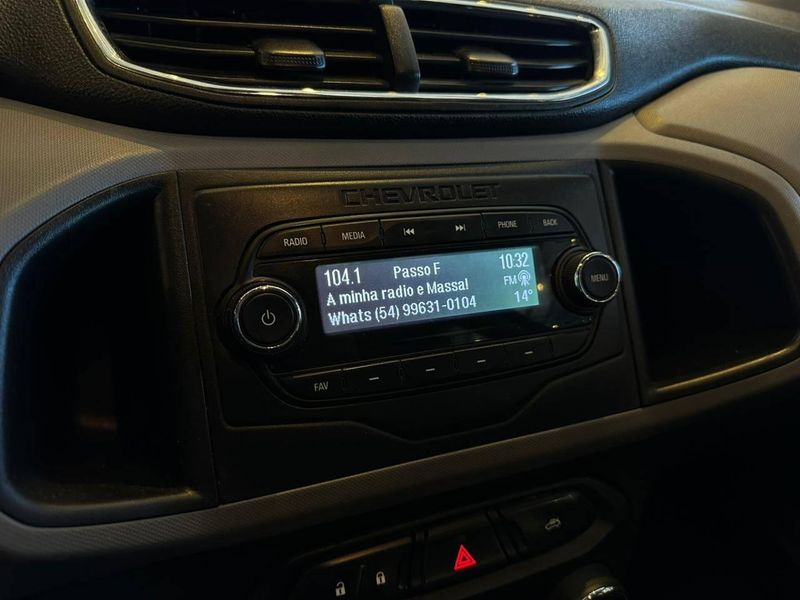 CHEVROLET
RADIO MEDIA PHONE BACK
104.1 Passo F 10:32
A minha radio e Massa! FM
Whats (54) 99631-0104 14°
MENU
FAV